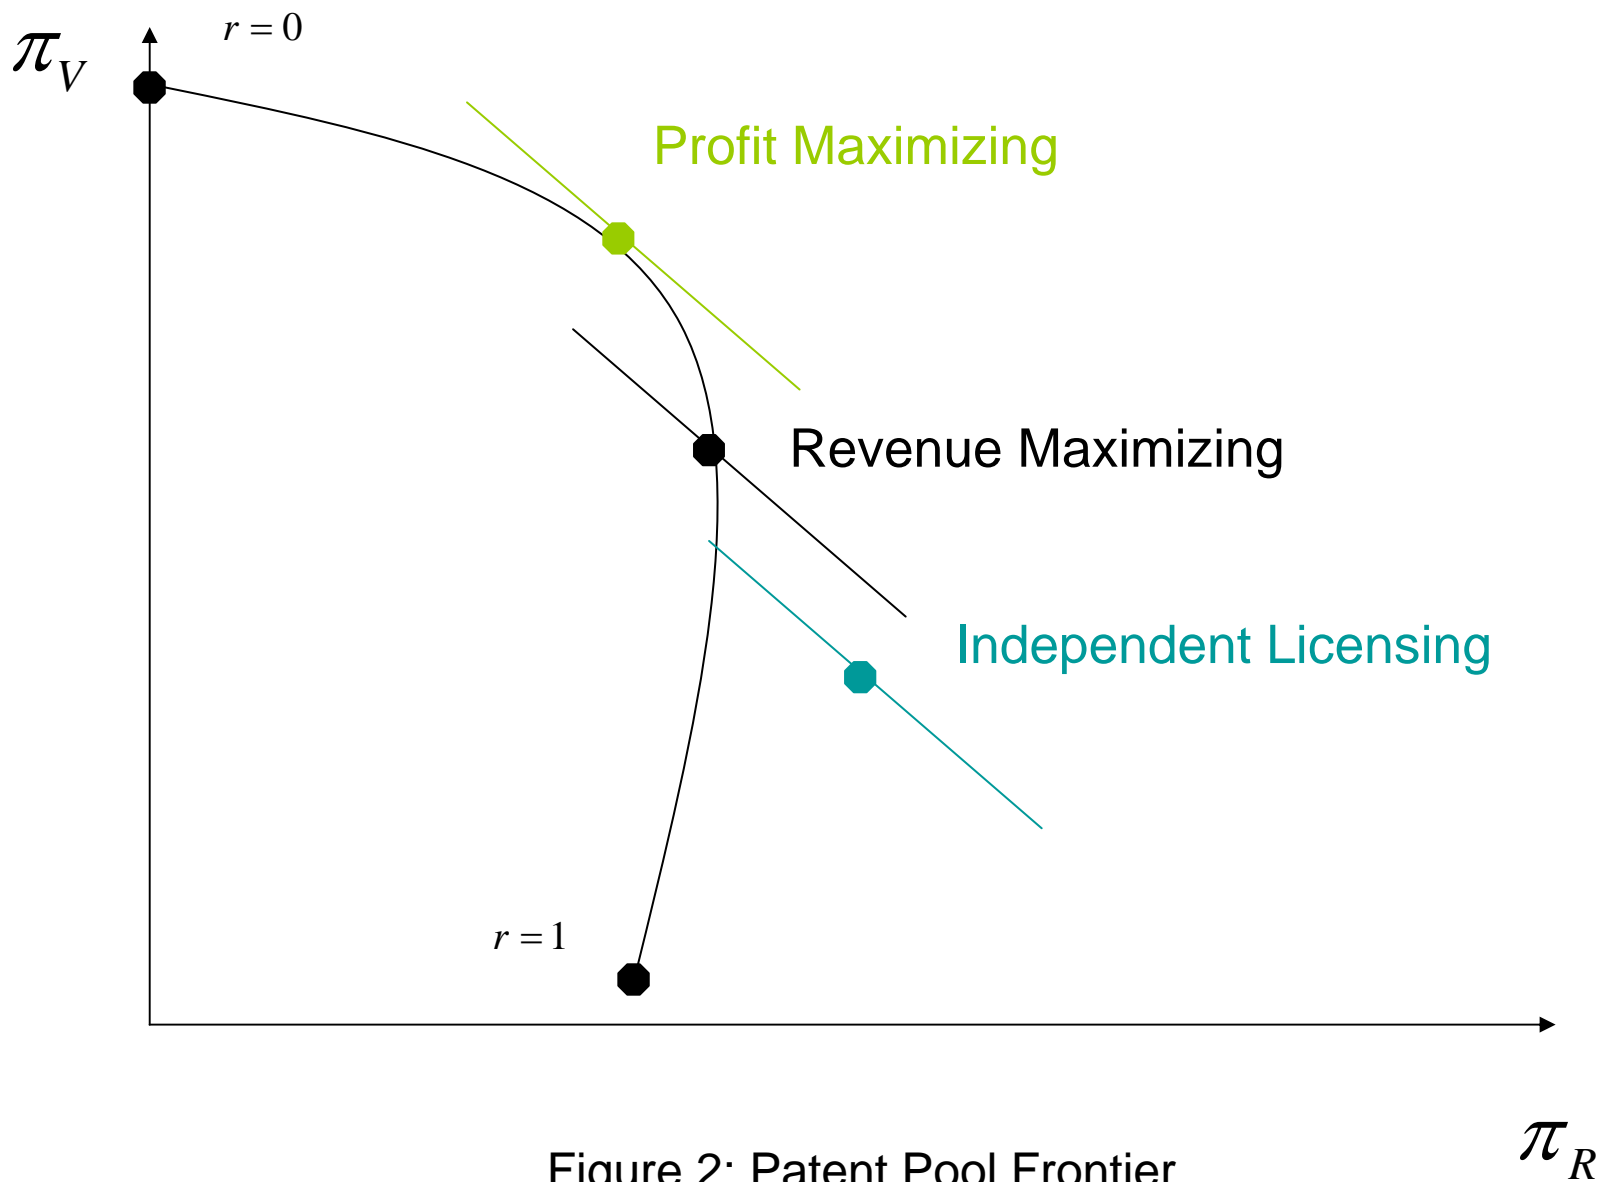 r = 0
π_V
Profit Maximizing
Revenue Maximizing
Independent Licensing
r = 1
π_R
Figure 2: Patent Pool Frontier